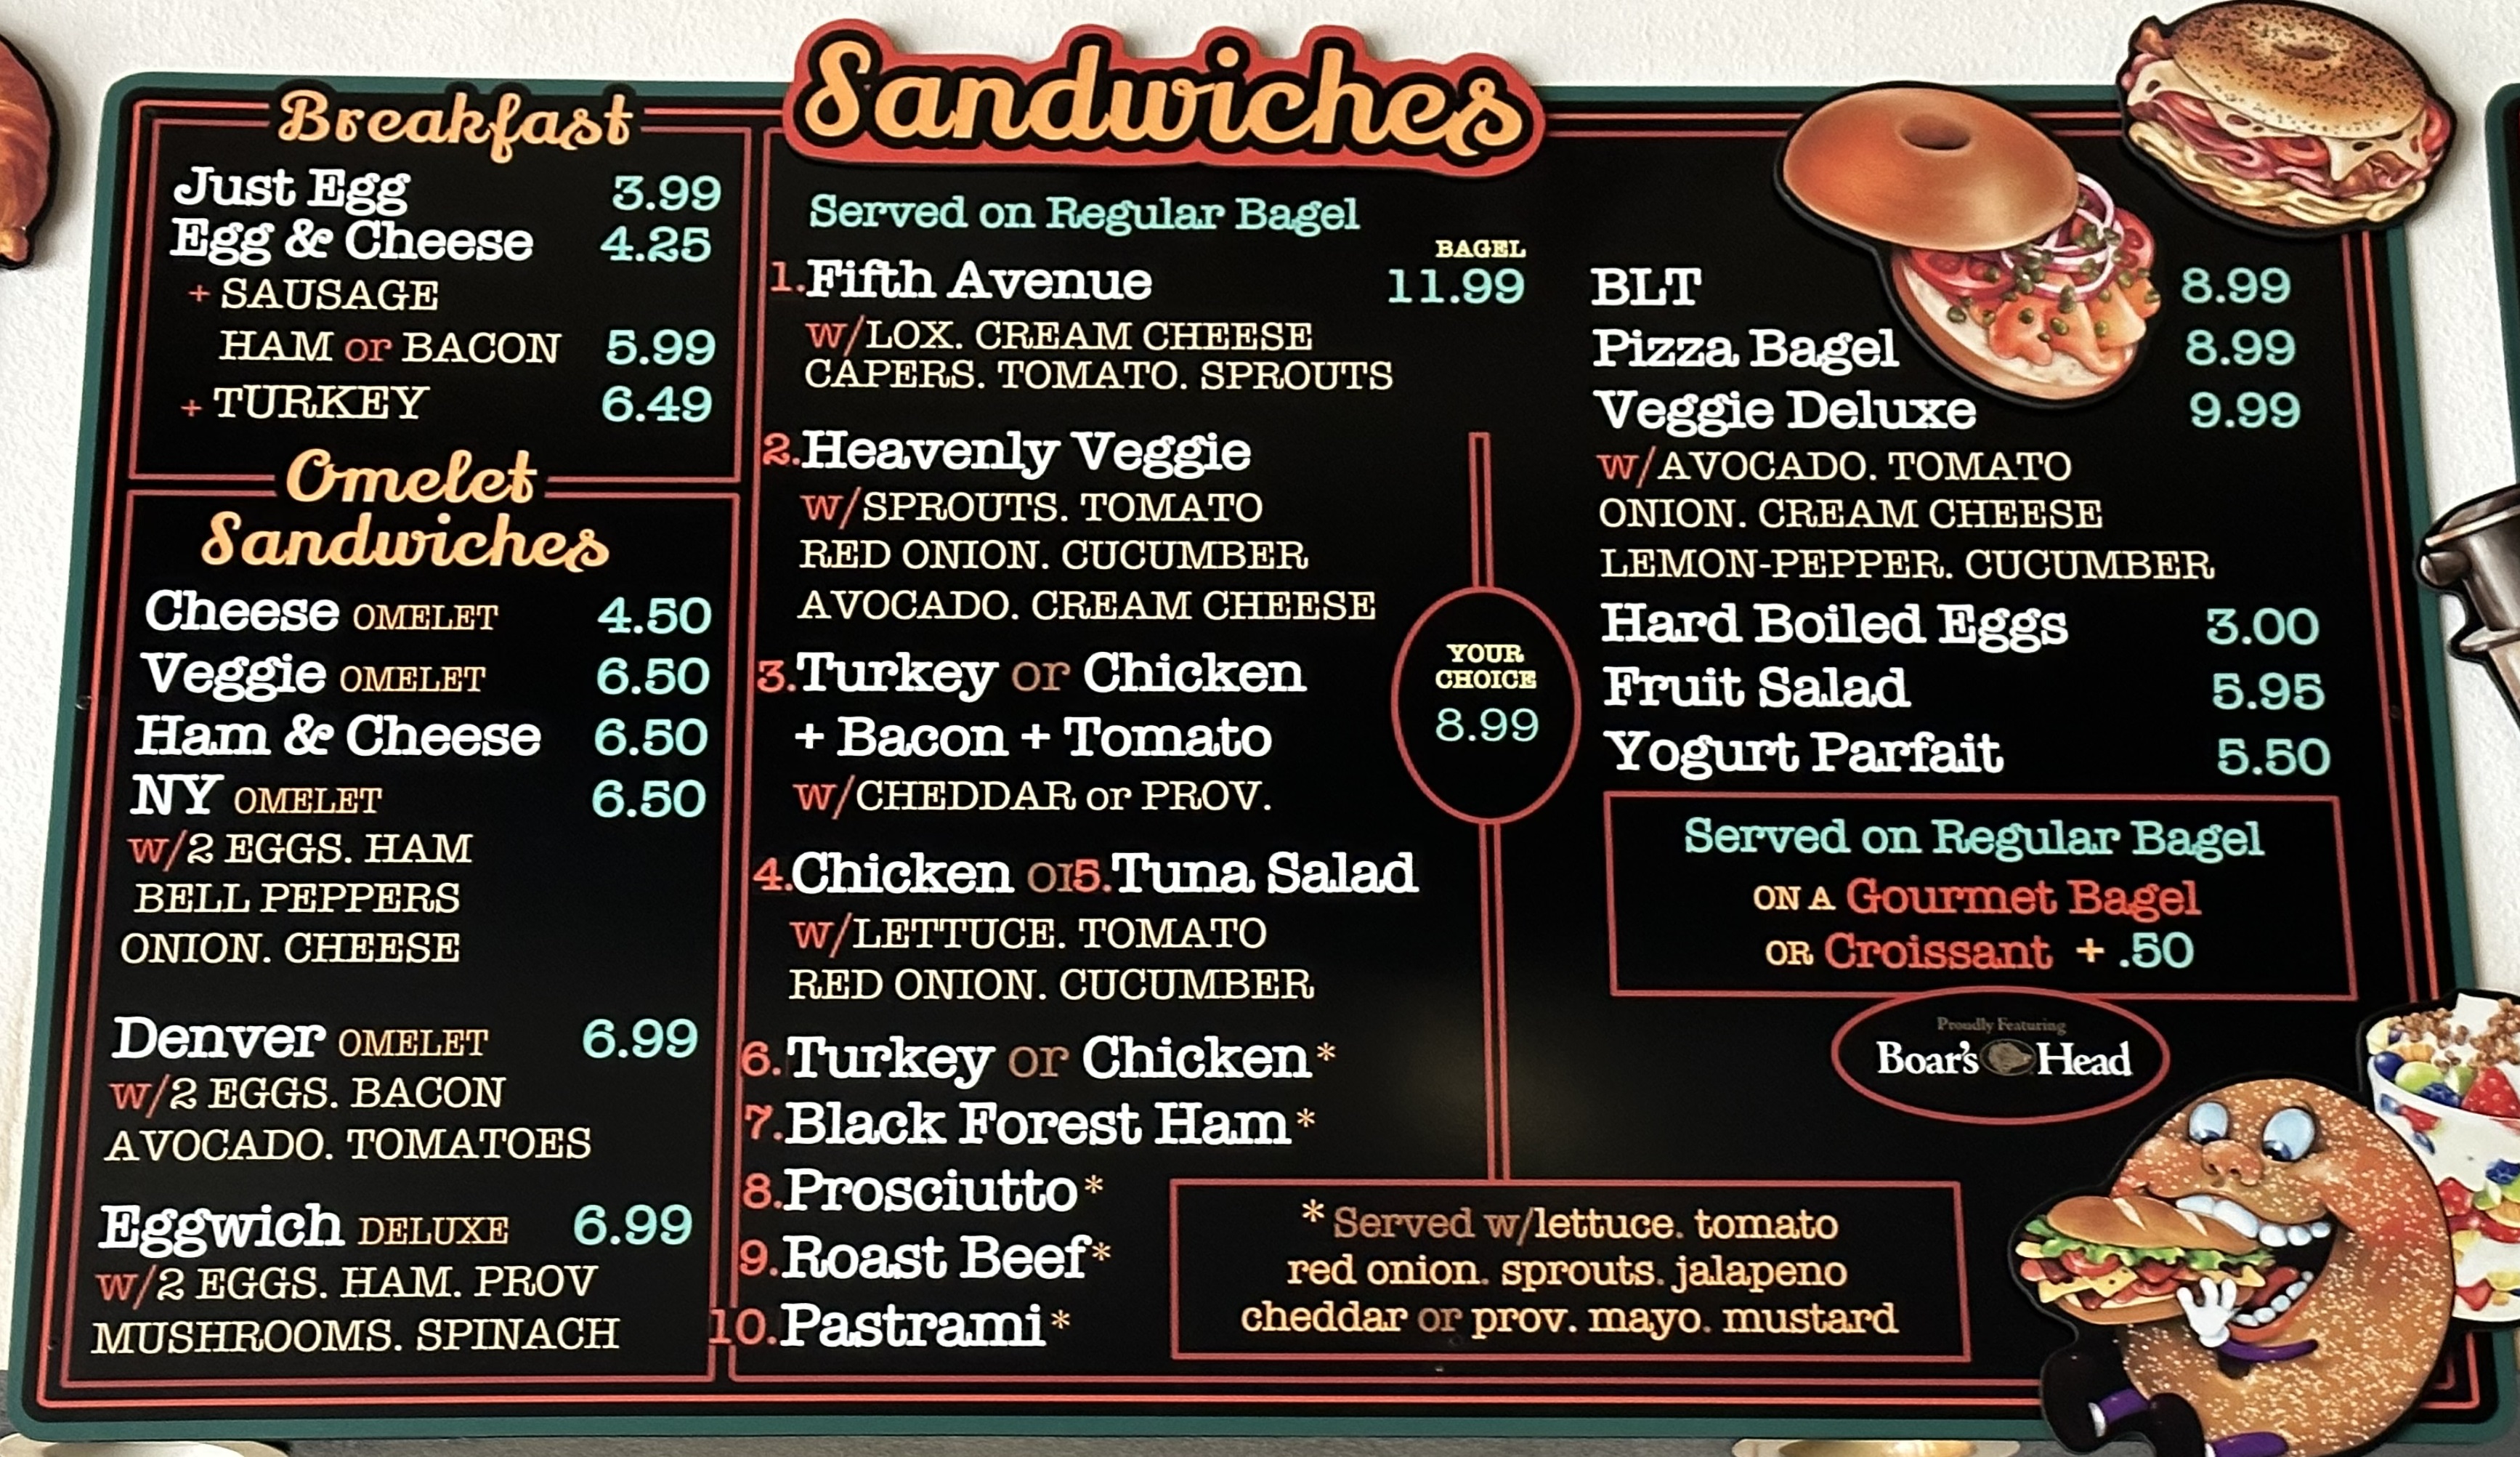 Sandwiches
Breakfast
Just Egg 3.99
Egg & Cheese 4.25
+ SAUSAGE
HAM or BACON 5.99
+ TURKEY 6.49
Omelet
Sandwiches
Cheese OMELET 4.50
Veggie OMELET 6.50
Ham & Cheese 6.50
NY OMELET 6.50
w/2 EGGS. HAM
BELL PEPPERS
ONION. CHEESE
Denver OMELET 6.99
w/2 EGGS. BACON
AVOCADO. TOMATOES
Eggwich DELUXE 6.99
w/2 EGGS. HAM. PROV
MUSHROOMS. SPINACH
Served on Regular Bagel
BAGEL
1.Fifth Avenue 11.99
w/LOX. CREAM CHEESE
CAPERS. TOMATO. SPROUTS
2.Heavenly Veggie
w/SPROUTS. TOMATO
RED ONION. CUCUMBER
AVOCADO. CREAM CHEESE
3.Turkey or Chicken
+ Bacon + Tomato
w/CHEDDAR or PROV.
4.Chicken or5.Tuna Salad
w/LETTUCE. TOMATO
RED ONION. CUCUMBER
6.Turkey or Chicken*
7.Black Forest Ham*
8.Prosciutto*
9.Roast Beef*
10.Pastrami*
YOUR
CHOICE
8.99
*Served w/lettuce. tomato
red onion. sprouts. jalapeno
cheddar or prov. mayo. mustard
BLT 8.99
Pizza Bagel 8.99
Veggie Deluxe 9.99
w/AVOCADO. TOMATO
ONION. CREAM CHEESE
LEMON-PEPPER. CUCUMBER
Hard Boiled Eggs 3.00
Fruit Salad 5.95
Yogurt Parfait 5.50
Served on Regular Bagel
ON A Gourmet Bagel
OR Croissant + .50
Proudly Featuring
Boar's Head